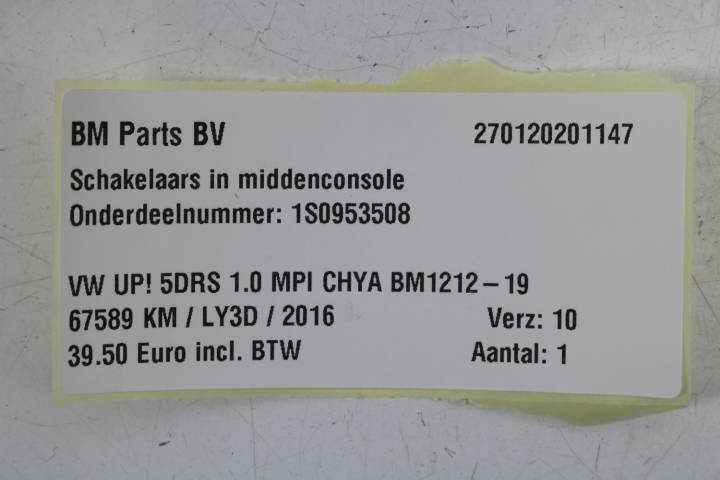 BM Parts BV 270120201147
Schakelaars in middenconsole
Onderdeelnummer: 1S0953508
VW UP! 5DRS 1.0 MPI CHYA BM1212-19
67589 KM / LY3D / 2016 Verz: 10
39.50 Euro incl. BTW Aantal: 1